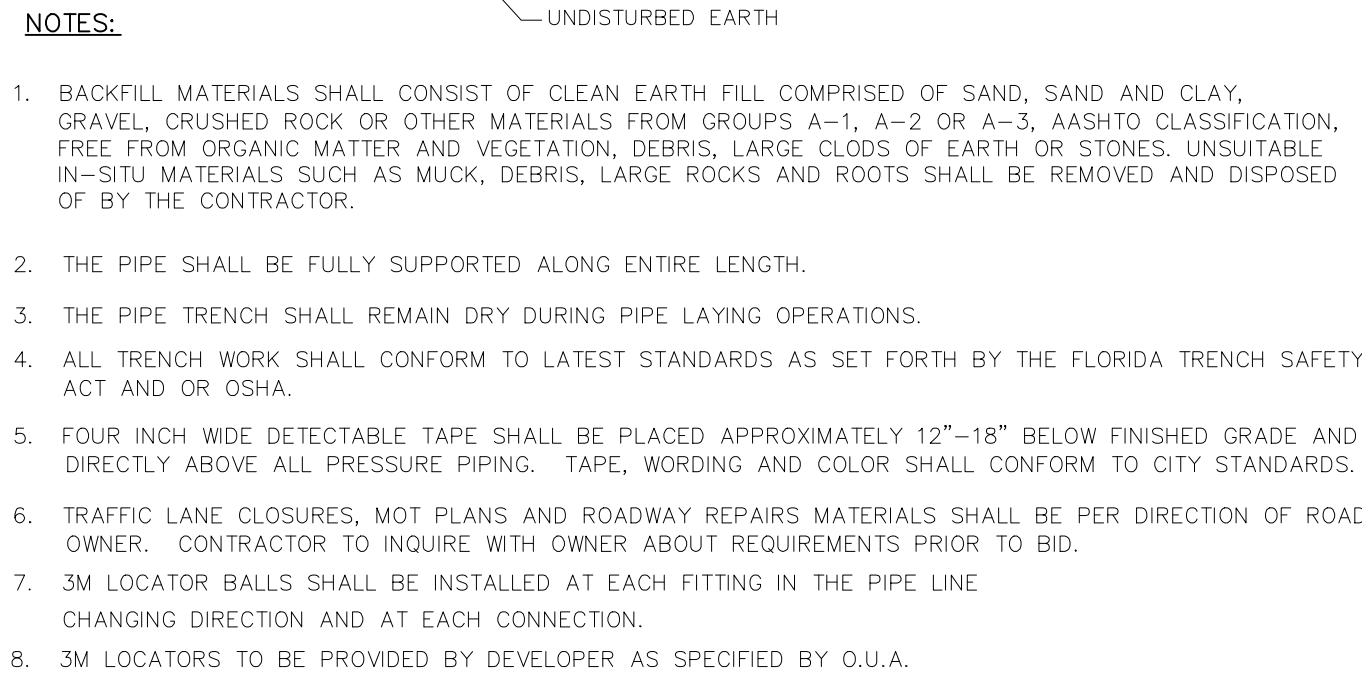 UNDISTURBED EARTH
NOTES:
1. BACKFILL MATERIALS SHALL CONSIST OF CLEAN EARTH FILL COMPRISED OF SAND, SAND AND CLAY,
GRAVEL, CRUSHED ROCK OR OTHER MATERIALS FROM GROUPS A–1, A–2 OR A–3, AASHTO CLASSIFICATION,
FREE FROM ORGANIC MATTER AND VEGETATION, DEBRIS, LARGE CLODS OF EARTH OR STONES. UNSUITABLE
IN–SITU MATERIALS SUCH AS MUCK, DEBRIS, LARGE ROCKS AND ROOTS SHALL BE REMOVED AND DISPOSED
OF BY THE CONTRACTOR.
2. THE PIPE SHALL BE FULLY SUPPORTED ALONG ENTIRE LENGTH.
3. THE PIPE TRENCH SHALL REMAIN DRY DURING PIPE LAYING OPERATIONS.
4. ALL TRENCH WORK SHALL CONFORM TO LATEST STANDARDS AS SET FORTH BY THE FLORIDA TRENCH SAFETY
ACT AND OR OSHA.
5. FOUR INCH WIDE DETECTABLE TAPE SHALL BE PLACED APPROXIMATELY 12”–18” BELOW FINISHED GRADE AND
DIRECTLY ABOVE ALL PRESSURE PIPING. TAPE, WORDING AND COLOR SHALL CONFORM TO CITY STANDARDS.
6. TRAFFIC LANE CLOSURES, MOT PLANS AND ROADWAY REPAIRS MATERIALS SHALL BE PER DIRECTION OF ROAD
OWNER. CONTRACTOR TO INQUIRE WITH OWNER ABOUT REQUIREMENTS PRIOR TO BID.
7. 3M LOCATOR BALLS SHALL BE INSTALLED AT EACH FITTING IN THE PIPE LINE
CHANGING DIRECTION AND AT EACH CONNECTION.
8. 3M LOCATORS TO BE PROVIDED BY DEVELOPER AS SPECIFIED BY O.U.A.